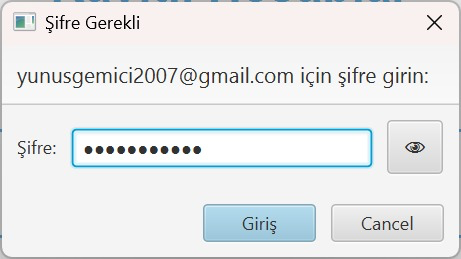 Şifre Gerekli
yunusgemici2007@gmail.com için şifre girin:
Şifre: ●●●●●●●●●●●
Giriş Cancel